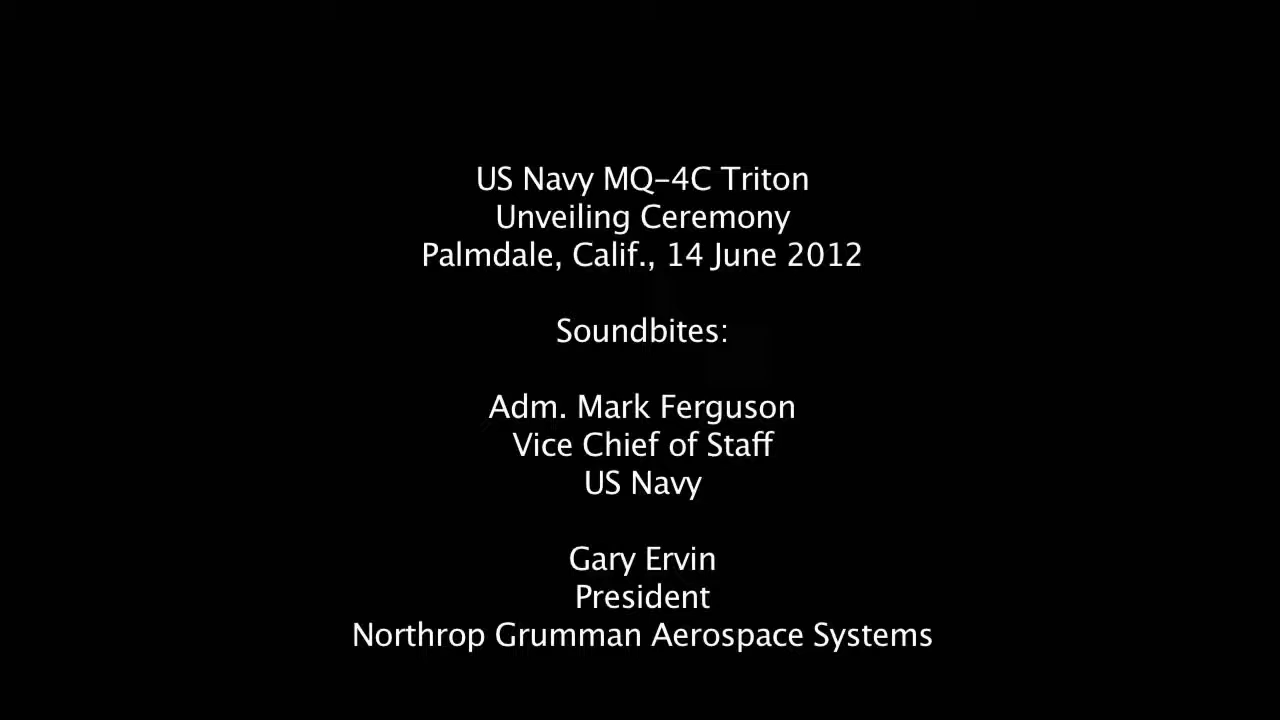 US Navy MQ-4C Triton
Unveiling Ceremony
Palmdale, Calif., 14 June 2012
Soundbites:
Adm. Mark Ferguson
Vice Chief of Staff
US Navy
Gary Ervin
President
Northrop Grumman Aerospace Systems